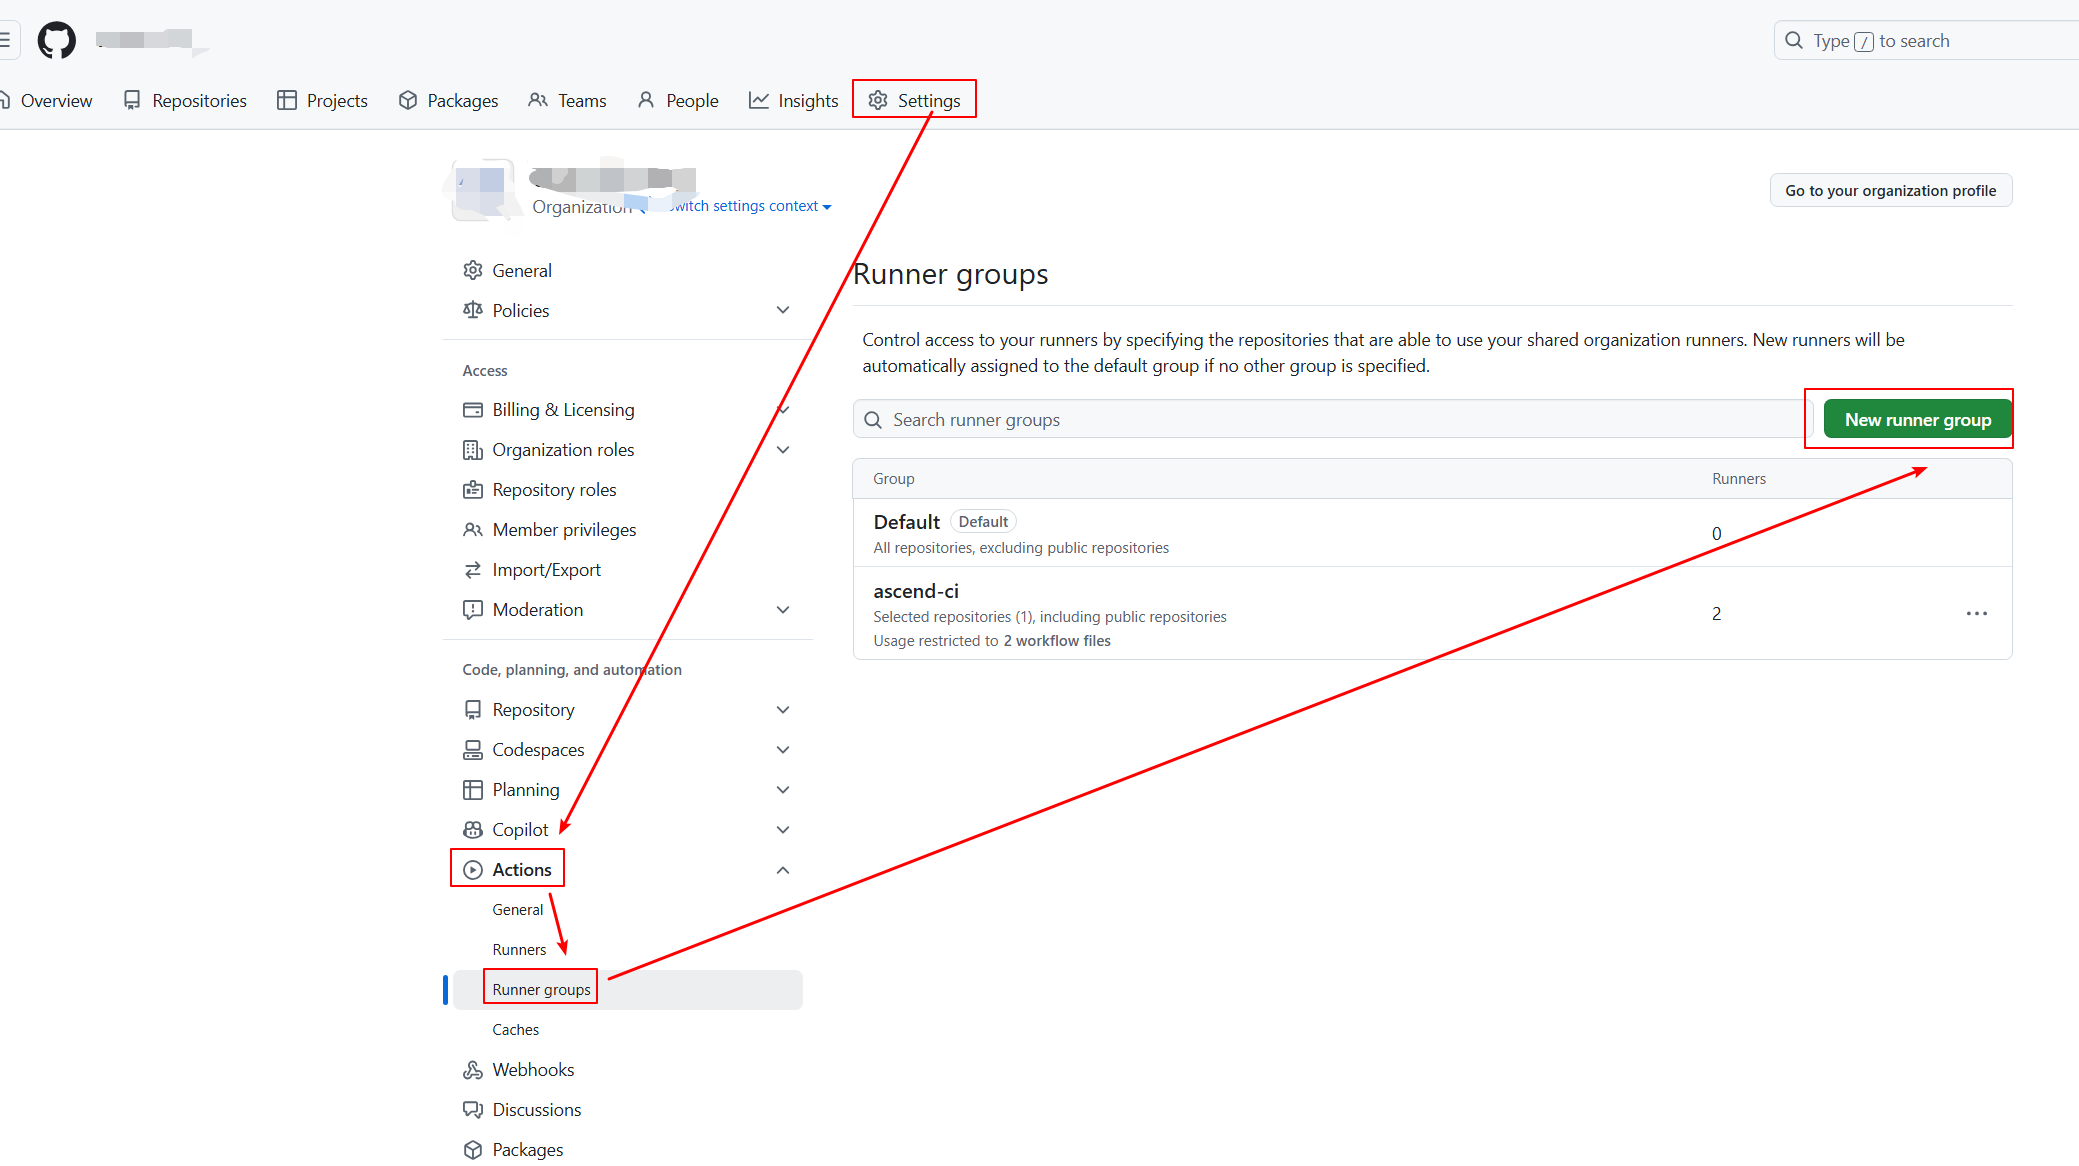 Type / to search
Overview
Repositories
Projects
Packages
Teams
People
Insights
Settings
Organization
switch settings context
Go to your organization profile
General
Policies
Access
Billing & Licensing
Organization roles
Repository roles
Member privileges
Import/Export
Moderation
Code, planning, and automation
Repository
Codespaces
Planning
Copilot
Actions
General
Runners
Runner groups
Caches
Webhooks
Discussions
Packages
Runner groups
Control access to your runners by specifying the repositories that are able to use your shared organization runners. New runners will be
automatically assigned to the default group if no other group is specified.
Search runner groups
New runner group
Group
Runners
Default Default
0
All repositories, excluding public repositories
ascend-ci
Selected repositories (1), including public repositories
2
Usage restricted to 2 workflow files